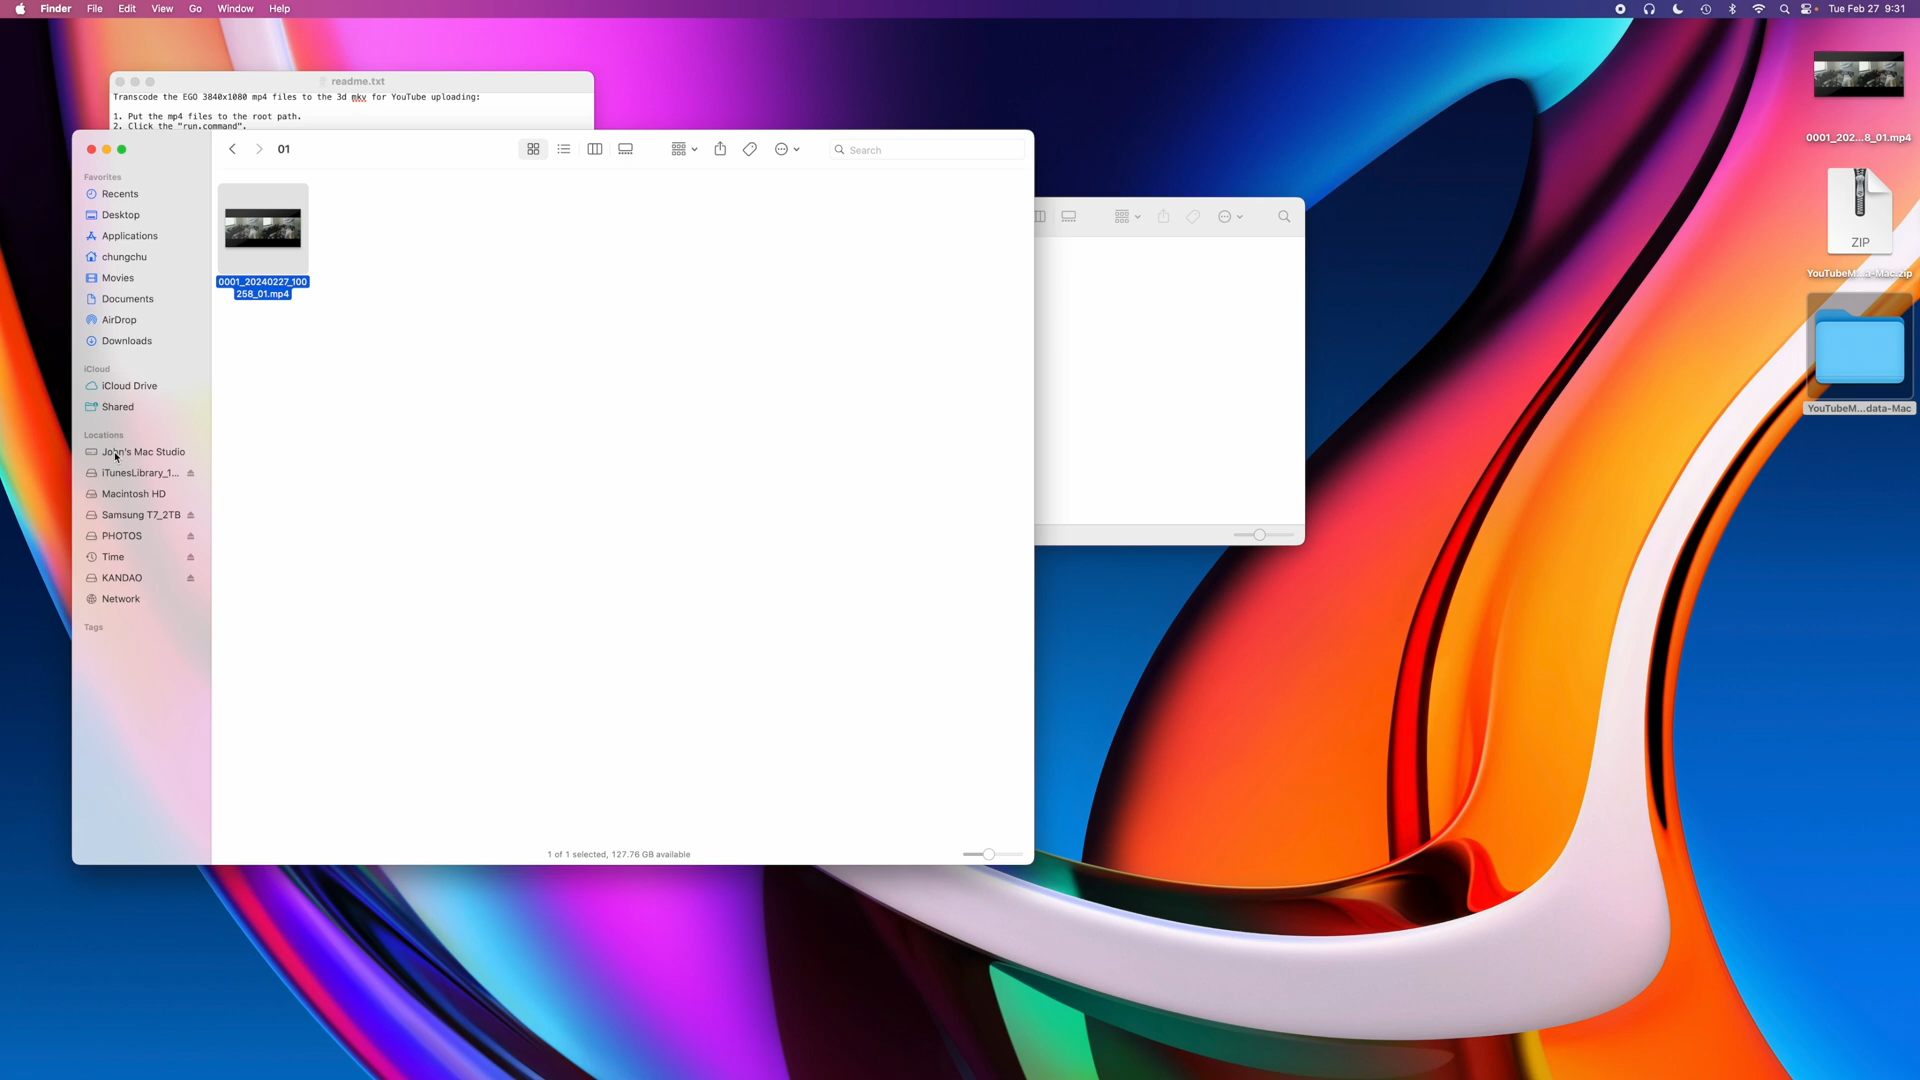 Finder File Edit View Go Window Help
Tue Feb 27 9:31
readme.txt
Transcode the EGO 3840x1080 mp4 files to the 3d mkv for YouTube uploading:
1. Put the mp4 files to the root path.
2. Click the "run.command".
01
Search
Favorites
Recents
Desktop
Applications
chungchu
Movies
Documents
AirDrop
Downloads
iCloud
iCloud Drive
Shared
Locations
John's Mac Studio
iTunesLibrary_1...
Macintosh HD
Samsung T7_2TB
PHOTOS
Time
KANDAO
Network
Tags
0001_20240227_100
258_01.mp4
1 of 1 selected, 127.76 GB available
0001_202...8_01.mp4
ZIP
YouTubeM...a-Mac.zip
YouTubeM...data-Mac